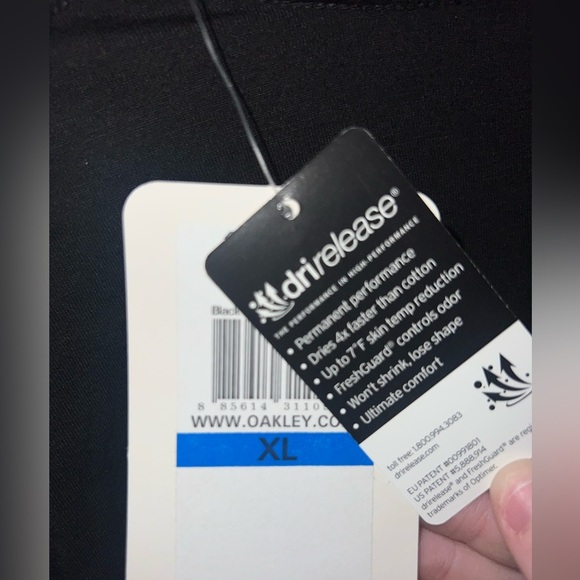 drirelease®
THE PERFORMANCE IN HIGH-PERFORMANCE
• Permanent performance
• Dries 4x faster than cotton
• Up to 7°F skin temp reduction
• FreshGuard® controls odor
• Won't shrink, lose shape
• Ultimate comfort
toll free: 1.800.994.3083
drirelease.com
EU PATENT #00991801
US PATENT #5,888,914
drirelease® and FreshGuard® are
trademarks of Optimer.
Black
8 85614
WWW.OAKLEY.CO
XL